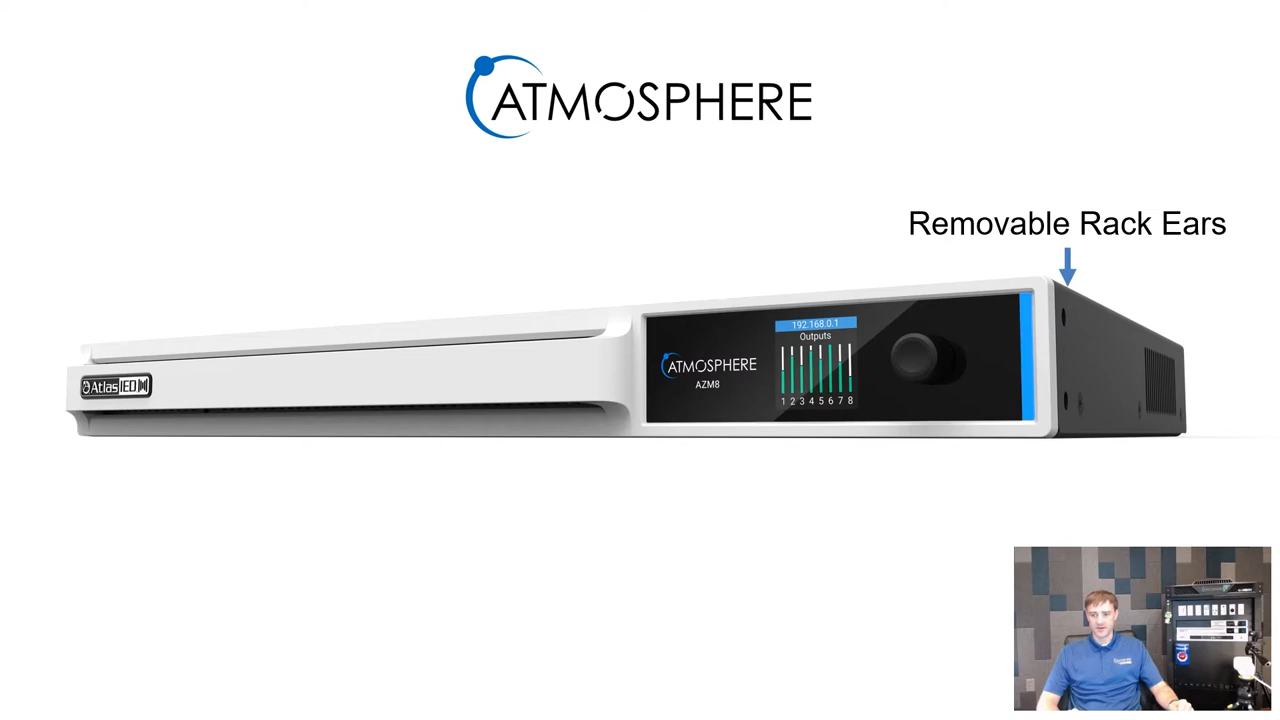 ATMOSPHERE
Removable Rack Ears
192.168.0.1
Outputs
ATMOSPHERE
AZM8
1 2 3 4 5 6 7 8
AtlasIED